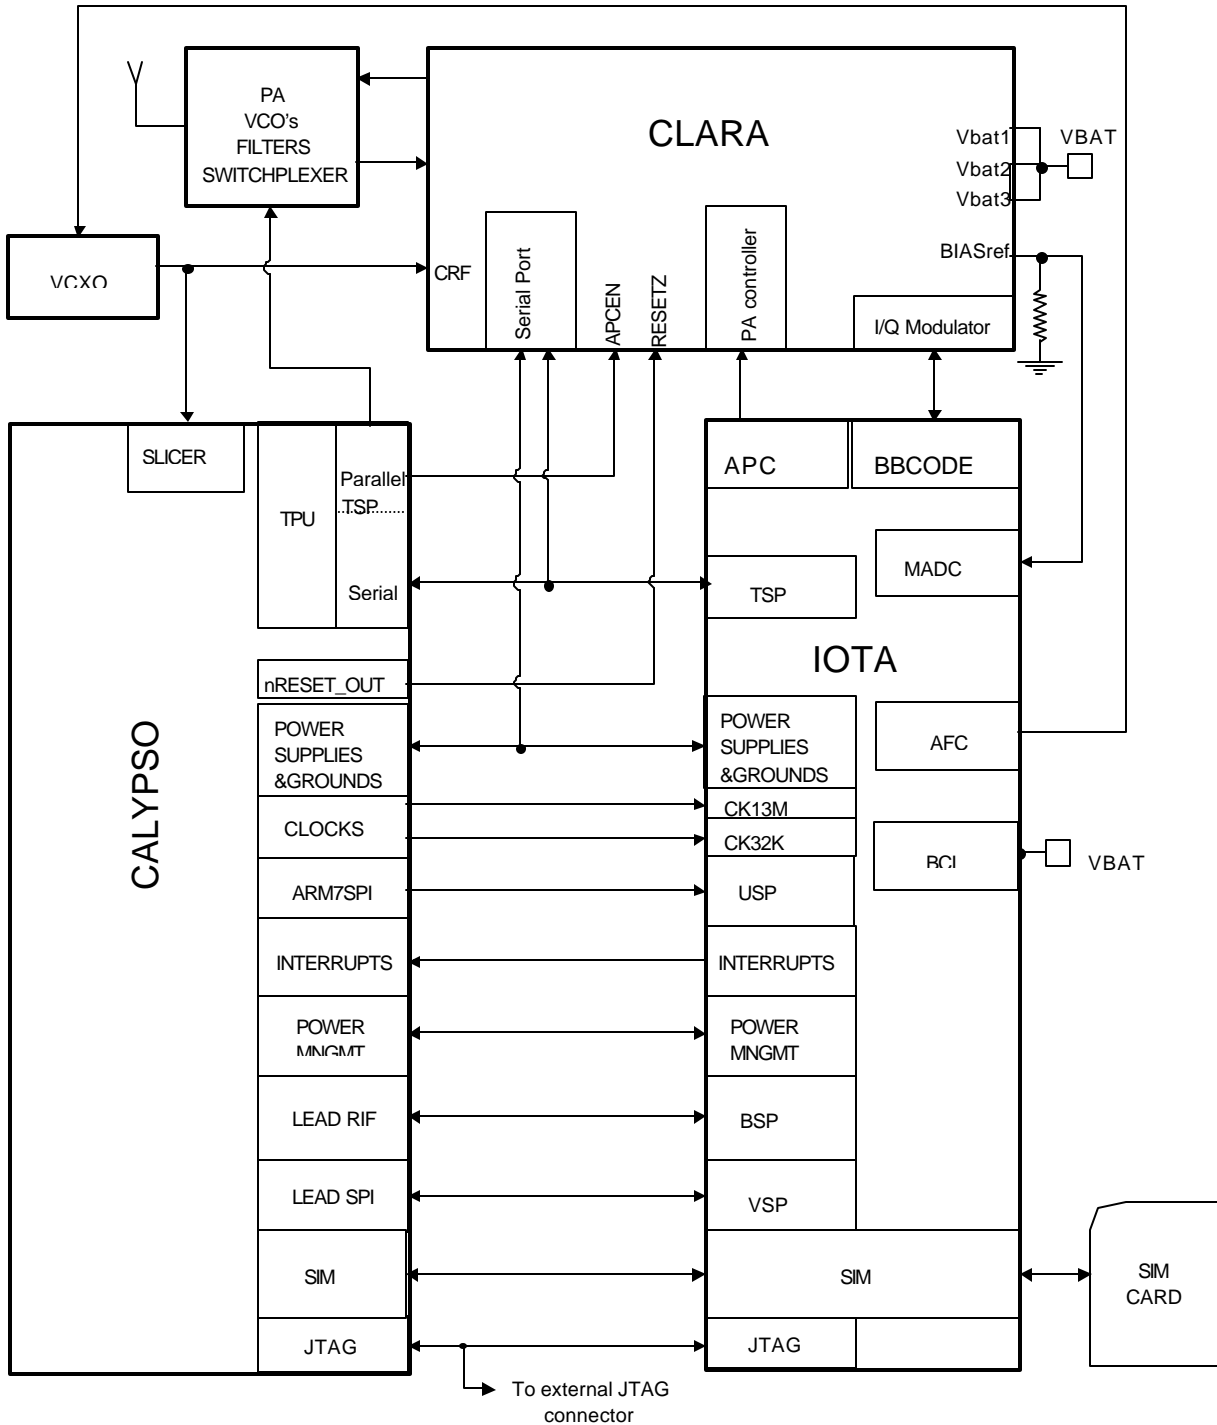 PA
VCO's
FILTERS
SWITCHPLEXER
CLARA
Vbat1
Vbat2
Vbat3
VBAT
BIASref
VCXO
CRF
Serial Port
APCEN
RESETZ
PA controller
I/Q Modulator
SLICER
TPU
Parallel
TSP
Serial
nRESET_OUT
CALYPSO
POWER
SUPPLIES
&GROUNDS
CLOCKS
ARM7SPI
INTERRUPTS
POWER
MNGMT
LEAD RIF
LEAD SPI
SIM
JTAG
APC
BBCODE
MADC
TSP
IOTA
POWER
SUPPLIES
&GROUNDS
AFC
CK13M
CK32K
BCI
VBAT
USP
INTERRUPTS
POWER
MNGMT
BSP
VSP
SIM
JTAG
SIM
CARD
To external JTAG
connector